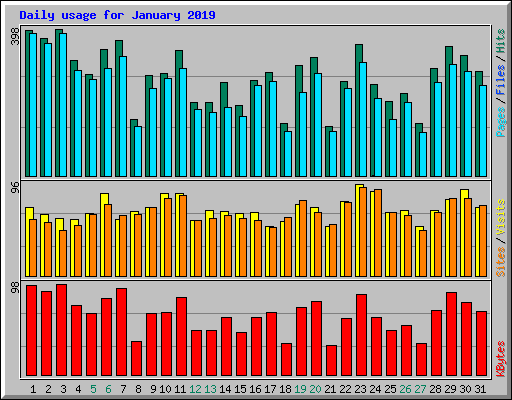 Daily usage for January 2019
398
Pages / Files / Hits
96
Sites / Visits
98
KBytes
1 2 3 4 5 6 7 8 9 10 11 12 13 14 15 16 17 18 19 20 21 22 23 24 25 26 27 28 29 30 31